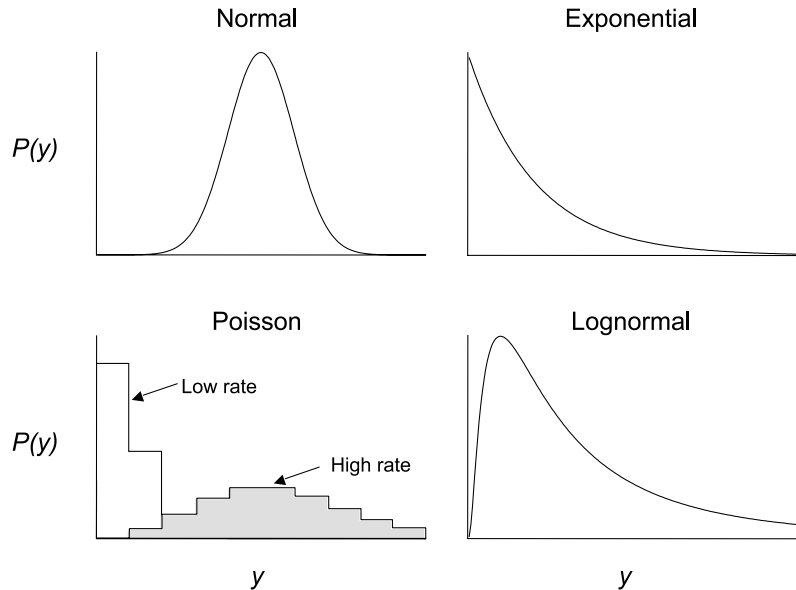 Normal
Exponential
P(y)
Poisson
Lognormal
Low rate
P(y)
High rate
y
y